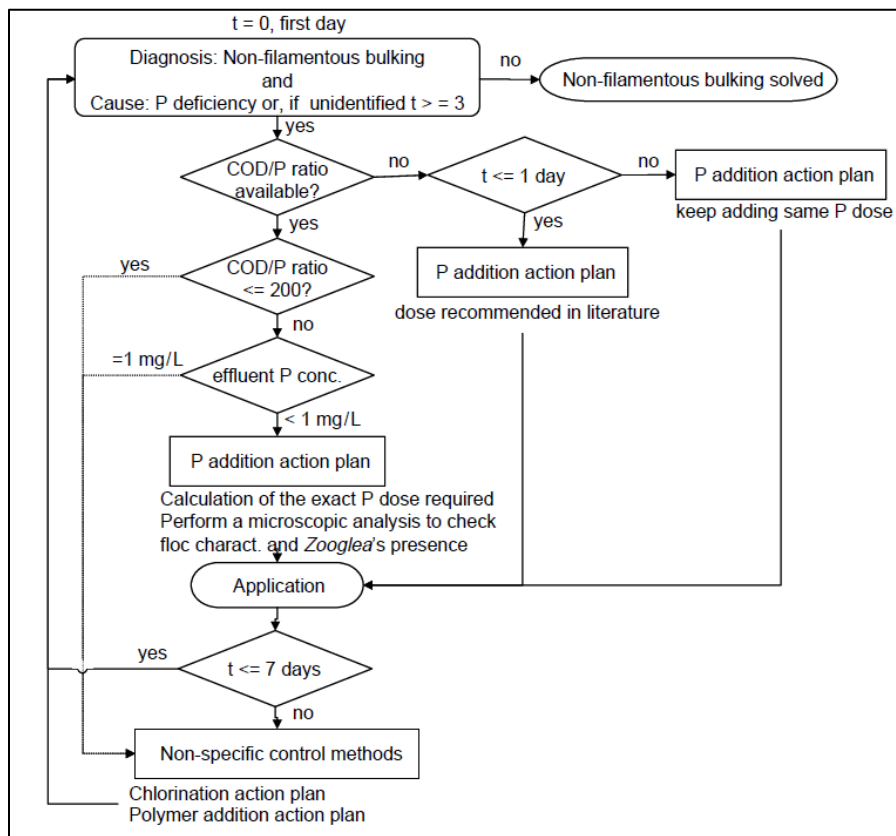 t = 0, first day
Diagnosis: Non-filamentous bulking
and
Cause: P deficiency or, if unidentified t > = 3
no
Non-filamentous bulking solved
yes
COD/P ratio
available?
no
t <= 1 day
no
P addition action plan
keep adding same P dose
yes
yes
P addition action plan
dose recommended in literature
yes
COD/P ratio
<= 200?
no
=1 mg/L
effluent P conc.
< 1 mg/L
P addition action plan
Calculation of the exact P dose required
Perform a microscopic analysis to check
floc charact. and Zooglea's presence
Application
yes
t <= 7 days
no
Non-specific control methods
Chlorination action plan
Polymer addition action plan